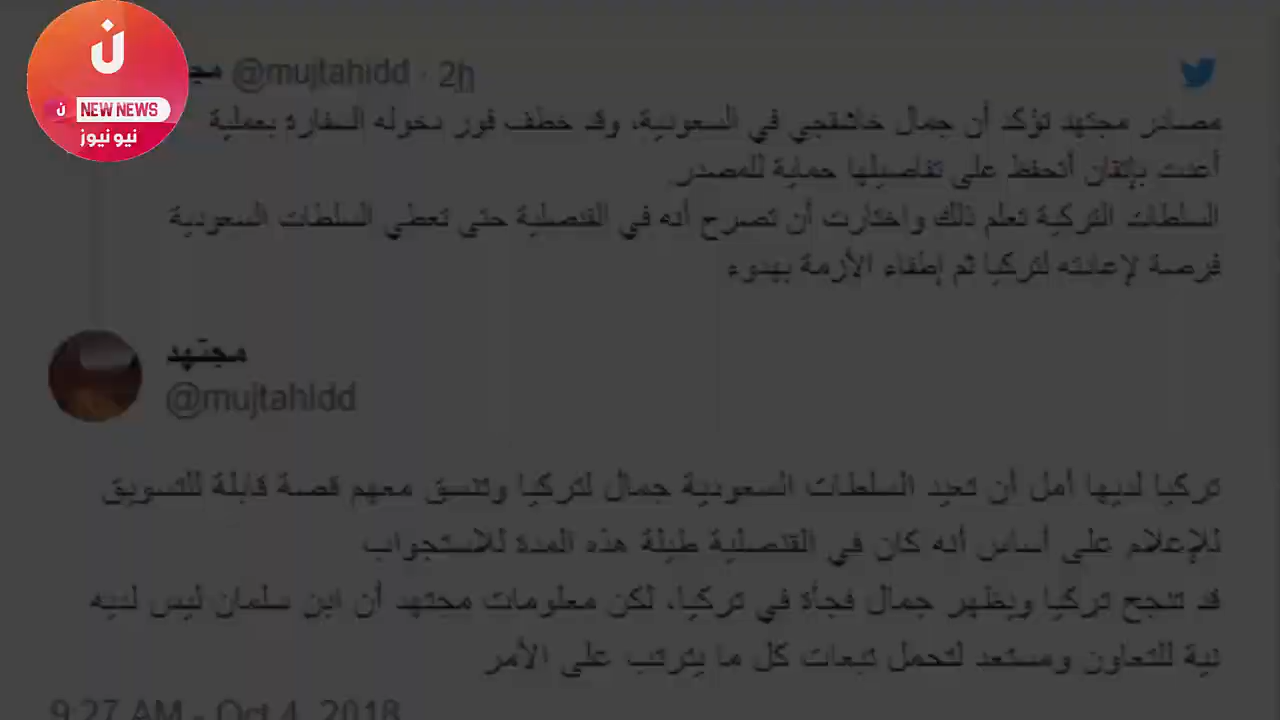 ن
ن NEW NEWS
نيو نيوز
@mujtahidd · 2h
مصادر مجتهد تؤكد أن جمال خاشقجي في السعودية، وقد خطف فور دخوله السفارة بعملية
أعدت بإتقان أتحفظ على تفاصيلها حماية للمصدر.
السلطات التركية تعلم ذلك واختارت أن تصرح أنه في القنصلية حتى تعطي السلطات السعودية
فرصة لإعادته لتركيا ثم إطفاء الأزمة بهدوء
مجتهد
@mujtahidd
تركيا لديها أمل أن تعيد السلطات السعودية جمال لتركيا وتنسق معهم قصة قابلة للتسويق
للإعلام على أساس أنه كان في القنصلية طيلة هذه المدة للاستجواب
قد تنجح تركيا ويظهر جمال فجأة في تركيا، لكن معلومات مجتهد أن ابن سلمان ليس لديه
نية للتعاون ومستعد لتحمل تبعات كل ما يترتب على الأمر
9:27 AM - Oct 4, 2018